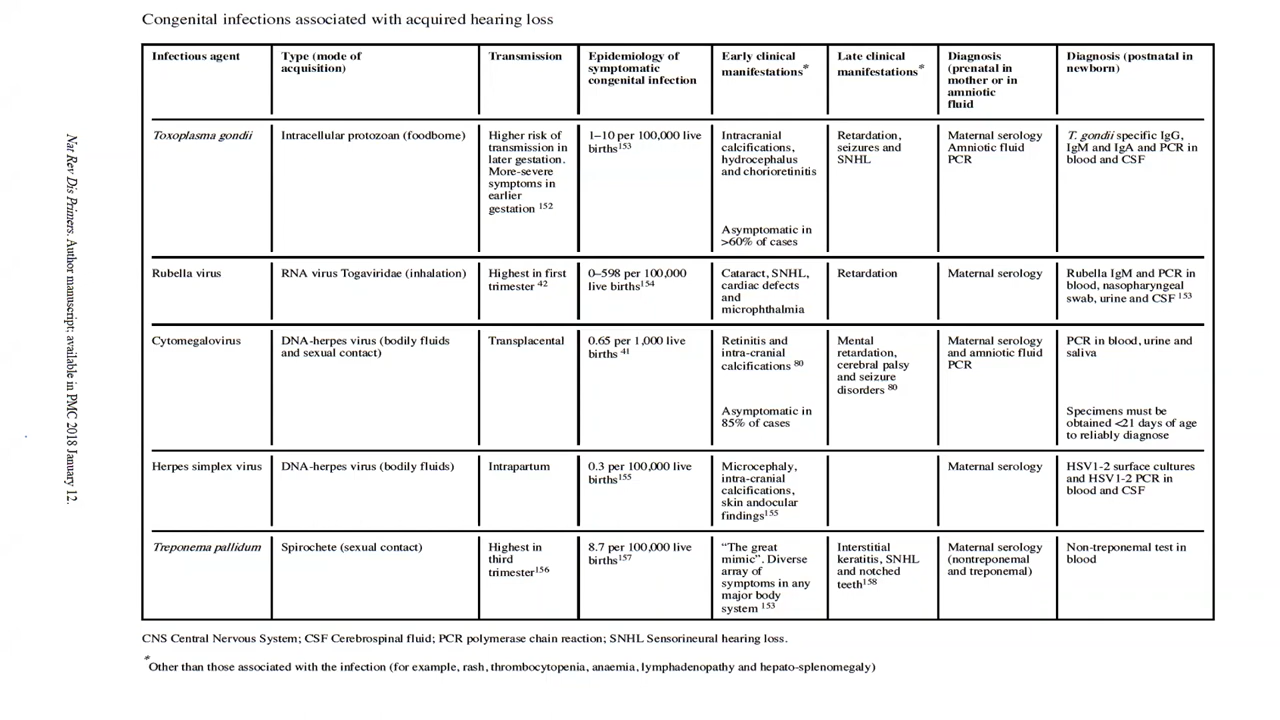 Congenital infections associated with acquired hearing loss
Infectious agent
Type (mode of
acquisition)
Transmission
Epidemiology of
symptomatic
congenital infection
Early clinical
manifestations*
Late clinical
manifestations*
Diagnosis
(prenatal in
mother or in
amniotic
fluid
Diagnosis (postnatal in
newborn)
Toxoplasma gondii
Intracellular protozoan (foodborne)
Higher risk of
transmission in
later gestation.
More-severe
symptoms in
earlier
gestation 152
1–10 per 100,000 live
births153
Intracranial
calcifications,
hydrocephalus
and chorioretinitis
Asymptomatic in
>60% of cases
Retardation,
seizures and
SNHL
Maternal serology
Amniotic fluid
PCR
T. gondii specific IgG,
IgM and IgA and PCR in
blood and CSF
Rubella virus
RNA virus Togaviridae (inhalation)
Highest in first
trimester 42
0–598 per 100,000
live births154
Cataract, SNHL,
cardiac defects
and
microphthalmia
Retardation
Maternal serology
Rubella IgM and PCR in
blood, nasopharyngeal
swab, urine and CSF 153
Cytomegalovirus
DNA-herpes virus (bodily fluids
and sexual contact)
Transplacental
0.65 per 1,000 live
births 41
Retinitis and
intra-cranial
calcifications 80
Asymptomatic in
85% of cases
Mental
retardation,
cerebral palsy
and seizure
disorders 80
Maternal serology
and amniotic fluid
PCR
PCR in blood, urine and
saliva
Specimens must be
obtained <21 days of age
to reliably diagnose
Herpes simplex virus
DNA-herpes virus (bodily fluids)
Intrapartum
0.3 per 100,000 live
births155
Microcephaly,
intra-cranial
calcifications,
skin andocular
findings155
Maternal serology
HSV1-2 surface cultures
and HSV1-2 PCR in
blood and CSF
Treponema pallidum
Spirochete (sexual contact)
Highest in
third
trimester156
8.7 per 100,000 live
births157
“The great
mimic”. Diverse
array of
symptoms in any
major body
system 153
Interstitial
keratitis, SNHL
and notched
teeth158
Maternal serology
(nontreponemal
and treponemal)
Non-treponemal test in
blood
CNS Central Nervous System; CSF Cerebrospinal fluid; PCR polymerase chain reaction; SNHL Sensorineural hearing loss.
*Other than those associated with the infection (for example, rash, thrombocytopenia, anaemia, lymphadenopathy and hepato-splenomegaly)
Nat Rev Dis Primers. Author manuscript; available in PMC 2018 January 12.